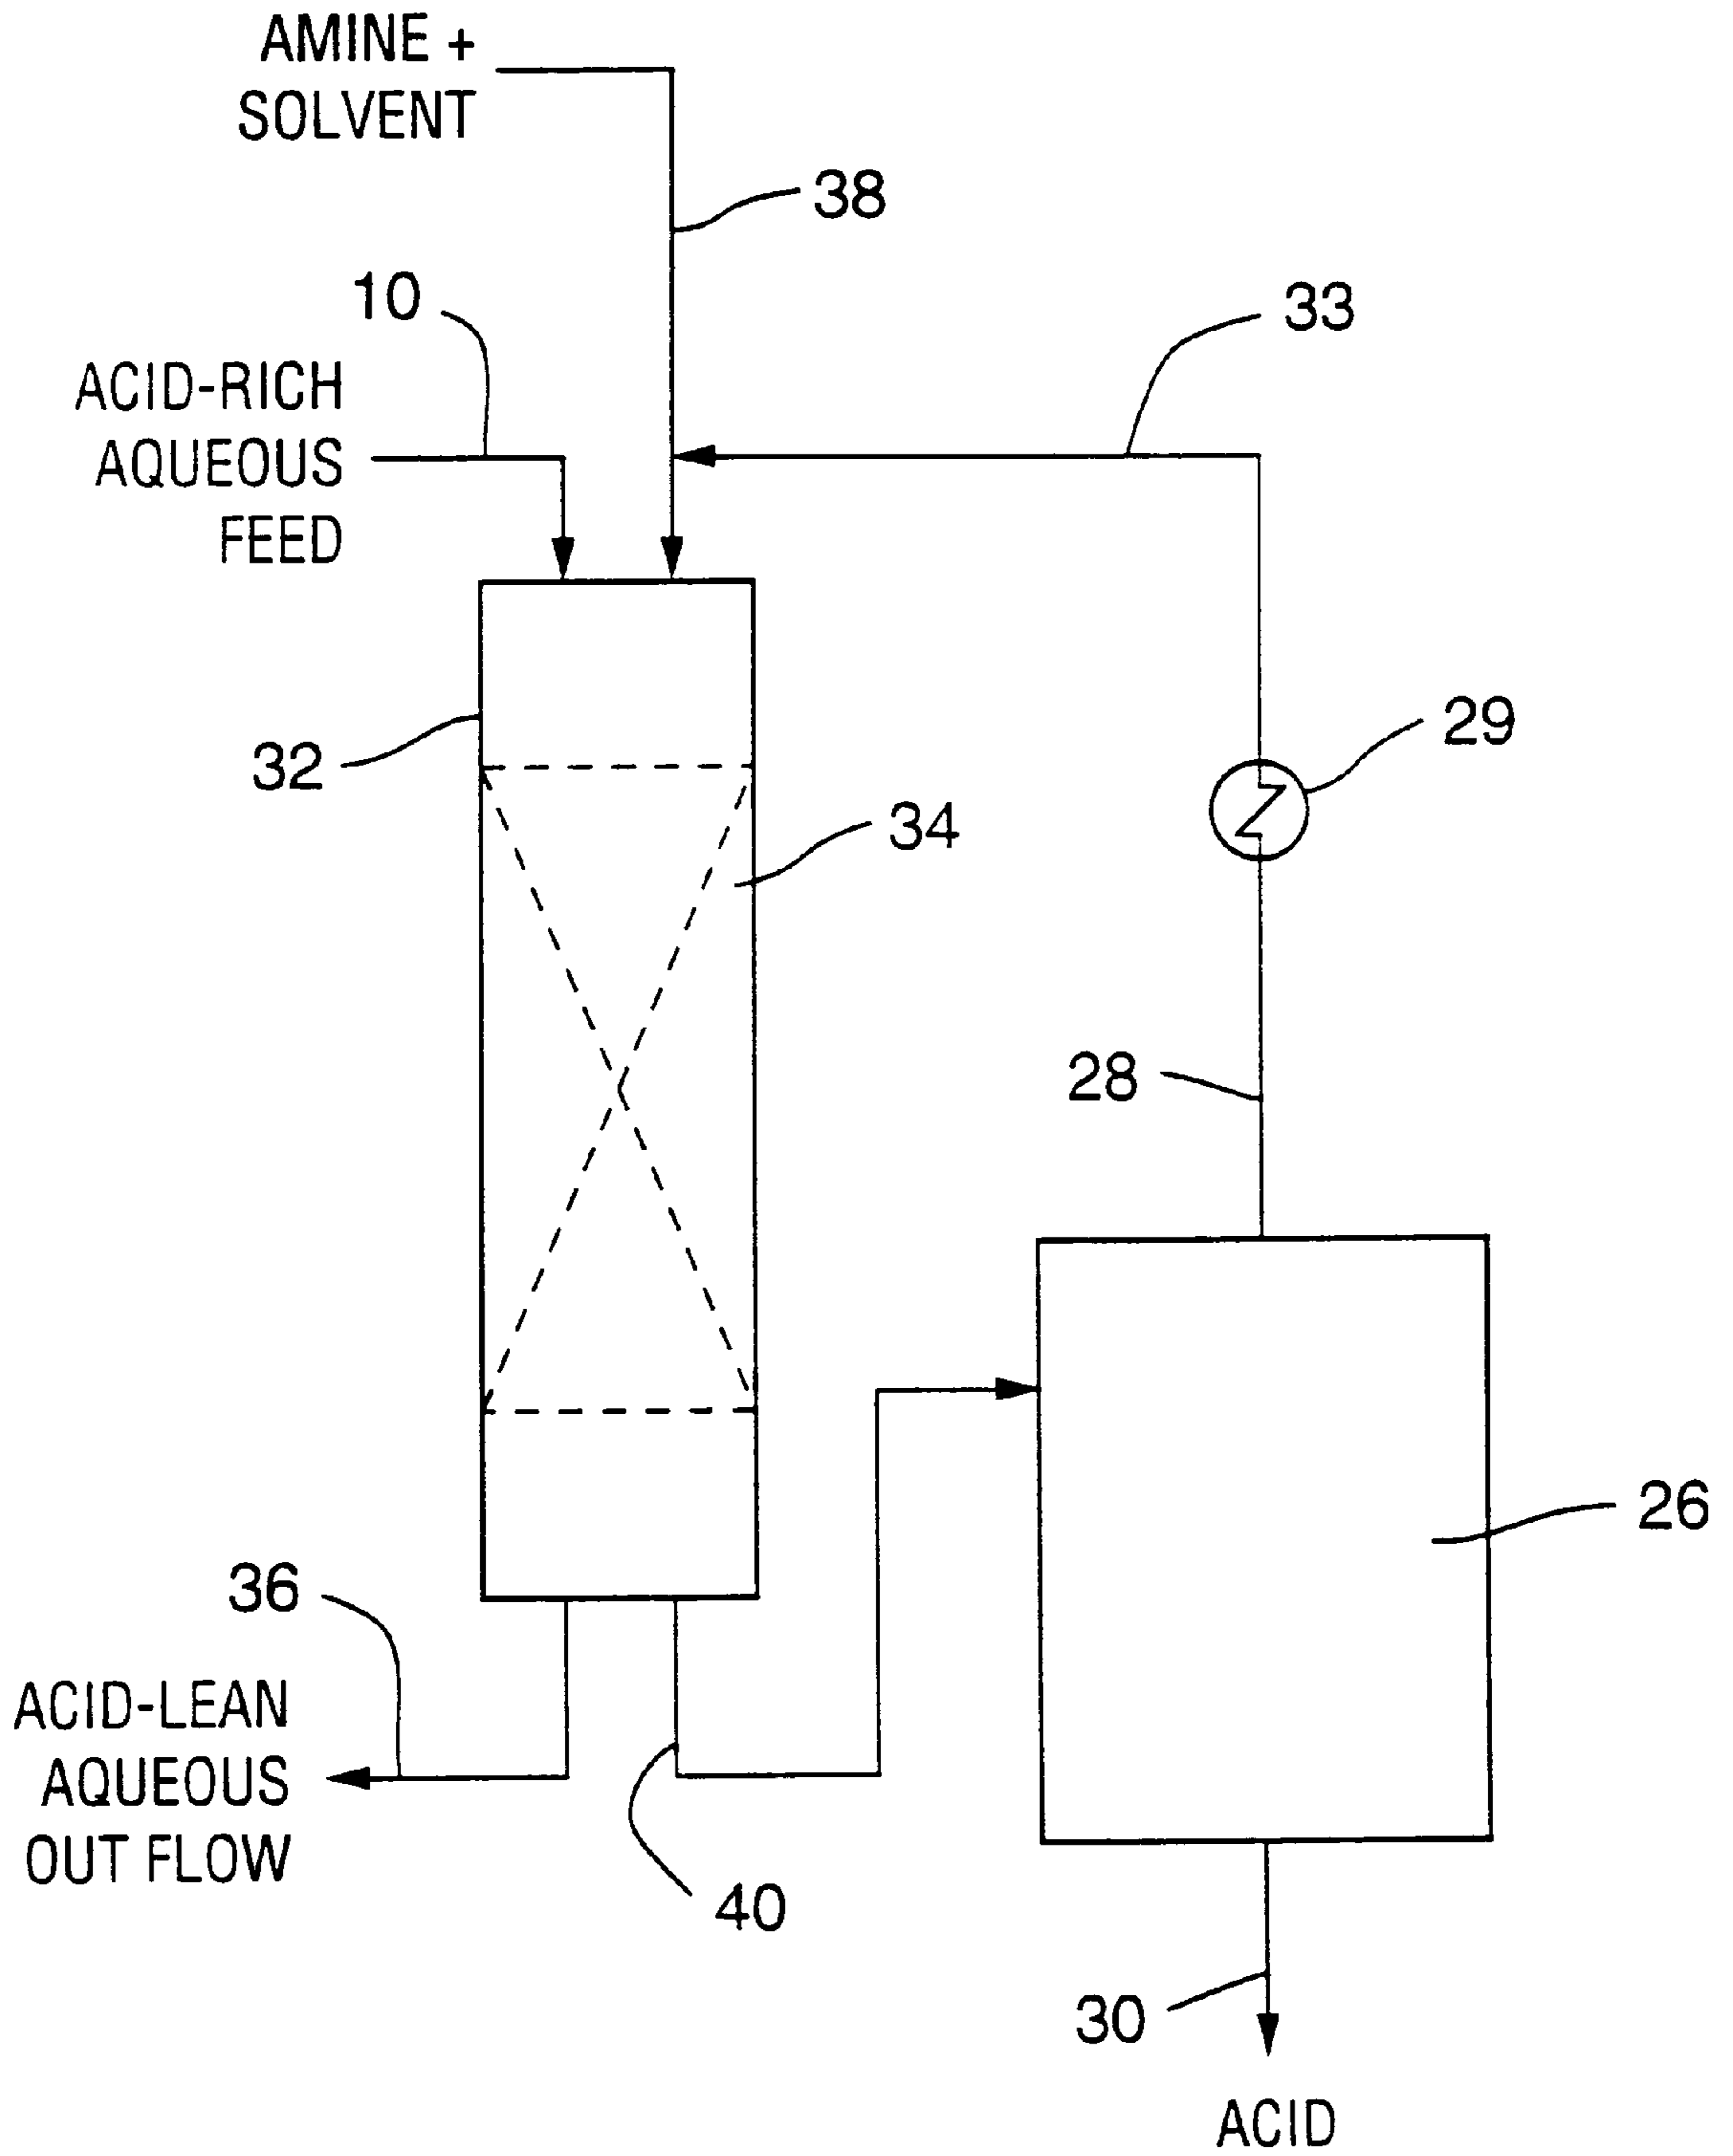 AMINE +
SOLVENT
38
10
33
ACID-RICH
AQUEOUS
FEED
29
32
34
28
26
36
ACID-LEAN
AQUEOUS
OUT FLOW
40
30
ACID